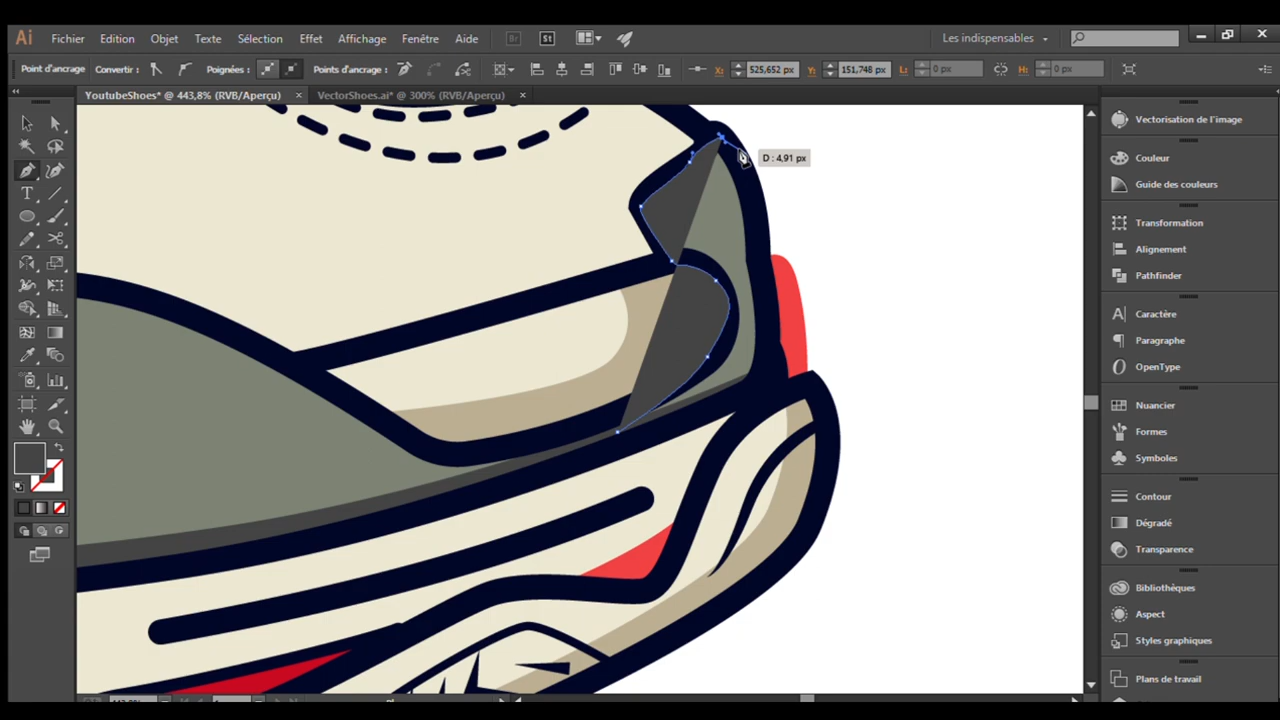 Ai Fichier Edition Objet Texte Sélection Effet Affichage Fenêtre Aide Br St Les indispensables
Point d'ancrage Convertir : Poignées : Points d'ancrage : X: 525,652 px Y: 151,748 px L: 0 px H: 0 px
YoutubeShoes* @ 443,8% (RVB/Aperçu) × VectorShoes.ai* @ 300% (RVB/Aperçu) ×
D : 4,91 px
Vectorisation de l'image
Couleur
Guide des couleurs
Transformation
Alignement
Pathfinder
Caractère
Paragraphe
OpenType
Nuancier
Formes
Symboles
Contour
Dégradé
Transparence
Bibliothèques
Aspect
Styles graphiques
Plans de travail